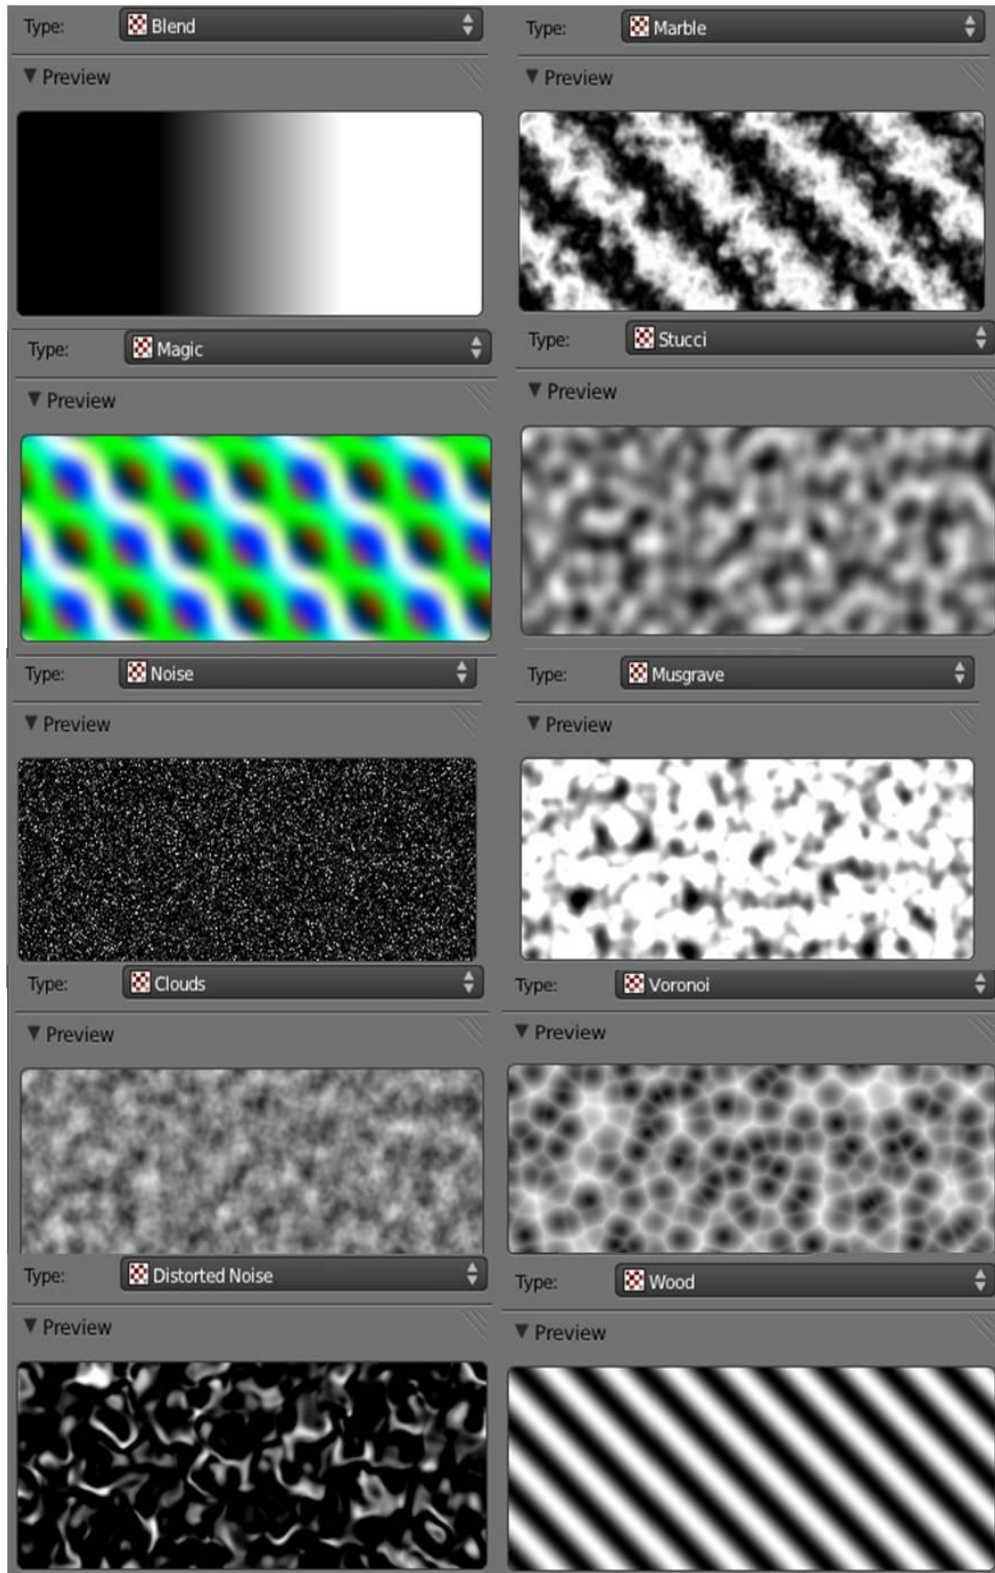 Type: Blend
Type: Marble
Preview
Preview
Type: Magic
Type: Stucci
Preview
Preview
Type: Noise
Type: Musgrave
Preview
Preview
Type: Clouds
Type: Voronoi
Preview
Preview
Type: Distorted Noise
Type: Wood
Preview
Preview